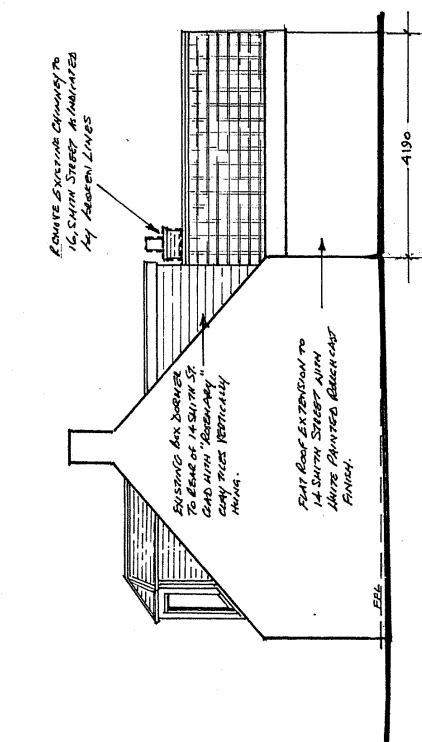 REMOVE EXISTING CHIMNEY TO
16, SMITH STREET AS INDICATED
BY BROKEN LINES
EXISTING BOX DORMER
TO REAR OF 14 SMITH ST.
CLAD WITH "ROSEMARY"
CLAY TILES VERTICALLY
HUNG.
FLAT ROOF EXTENSION TO
14 SMITH STREET WITH
WHITE PAINTED ROUGHCAST
FINISH.
4190
FFL